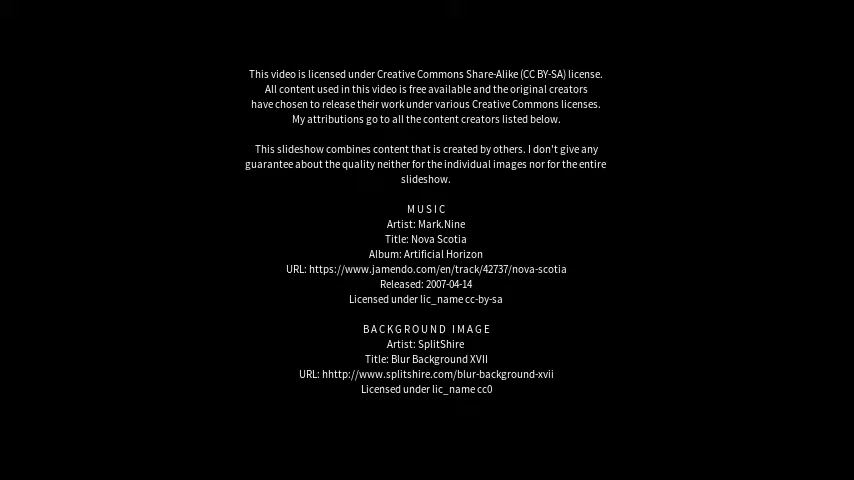 This video is licensed under Creative Commons Share-Alike (CC BY-SA) license.
All content used in this video is free available and the original creators
have chosen to release their work under various Creative Commons licenses.
My attributions go to all the content creators listed below.
This slideshow combines content that is created by others. I don't give any
guarantee about the quality neither for the individual images nor for the entire
slideshow.
MUSIC
Artist: Mark.Nine
Title: Nova Scotia
Album: Artificial Horizon
URL: https://www.jamendo.com/en/track/42737/nova-scotia
Released: 2007-04-14
Licensed under lic_name cc-by-sa
BACKGROUND IMAGE
Artist: SplitShire
Title: Blur Background XVII
URL: hhttp://www.splitshire.com/blur-background-xvii
Licensed under lic_name cc0